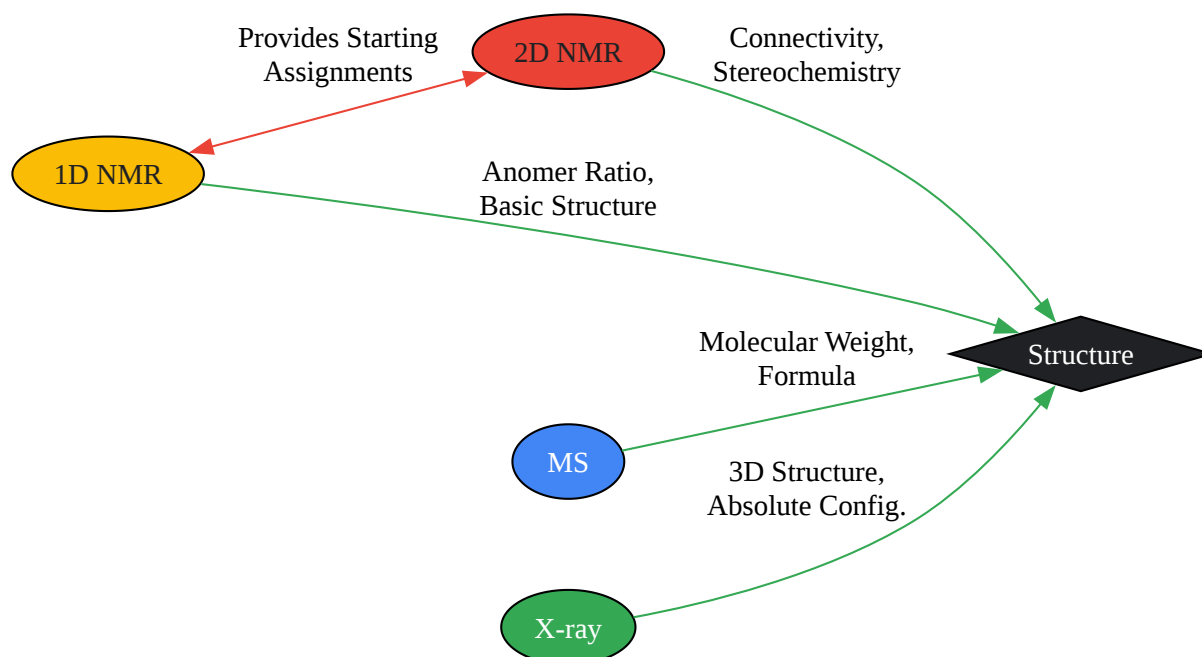 Provides Starting
Assignments
2D NMR
Connectivity,
Stereochemistry
1D NMR
Anomer Ratio,
Basic Structure
Molecular Weight,
Formula
Structure
MS
3D Structure,
Absolute Config.
X-ray